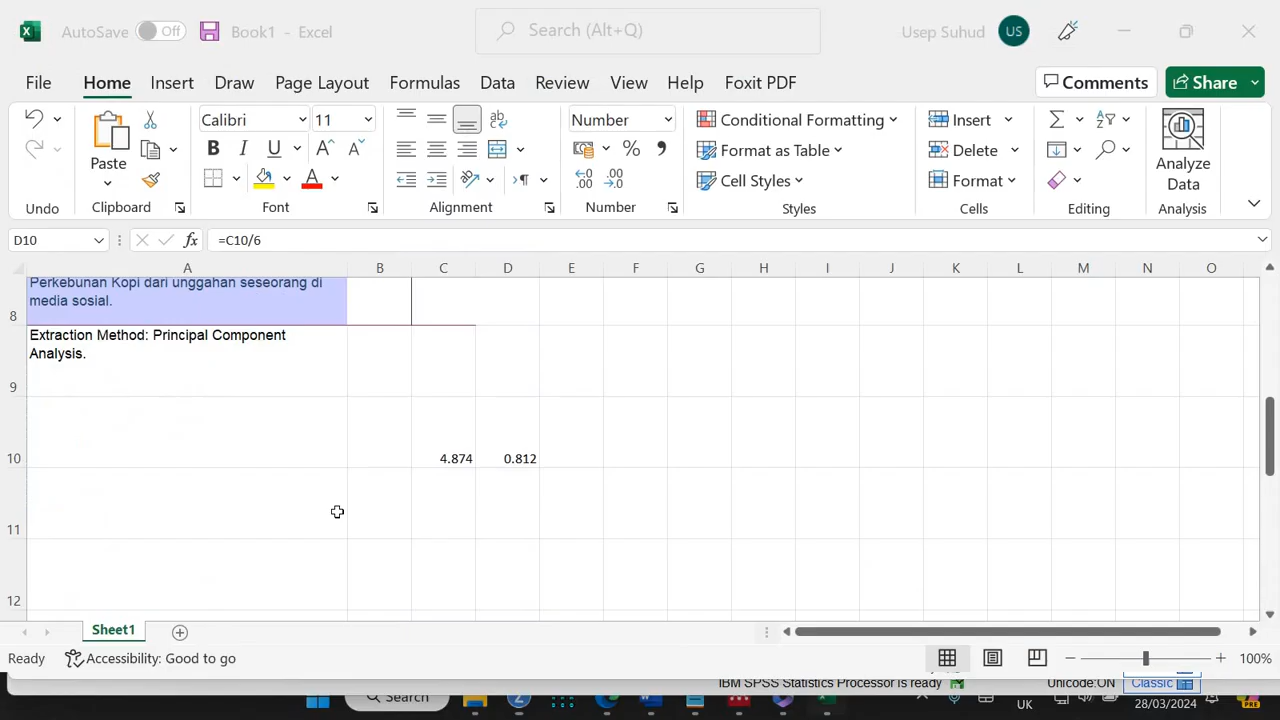 AutoSave Off Book1 - Excel Search (Alt+Q) Usep Suhud US
File Home Insert Draw Page Layout Formulas Data Review View Help Foxit PDF Comments Share
Calibri 11 Number Conditional Formatting Insert
Paste Format as Table Delete Analyze
Cell Styles Format Data
Undo Clipboard Font Alignment Number Styles Cells Editing Analysis
D10 fx =C10/6
A B C D E F G H I J K L M N O
Perkebunan Kopi dari unggahan seseorang di
media sosial.
8
Extraction Method: Principal Component
Analysis.
9
10 4.874 0.812
11
12
Sheet1
Ready Accessibility: Good to go 100%
IBM SPSS Statistics Processor is ready Unicode:ON Classic
Search UK 28/03/2024